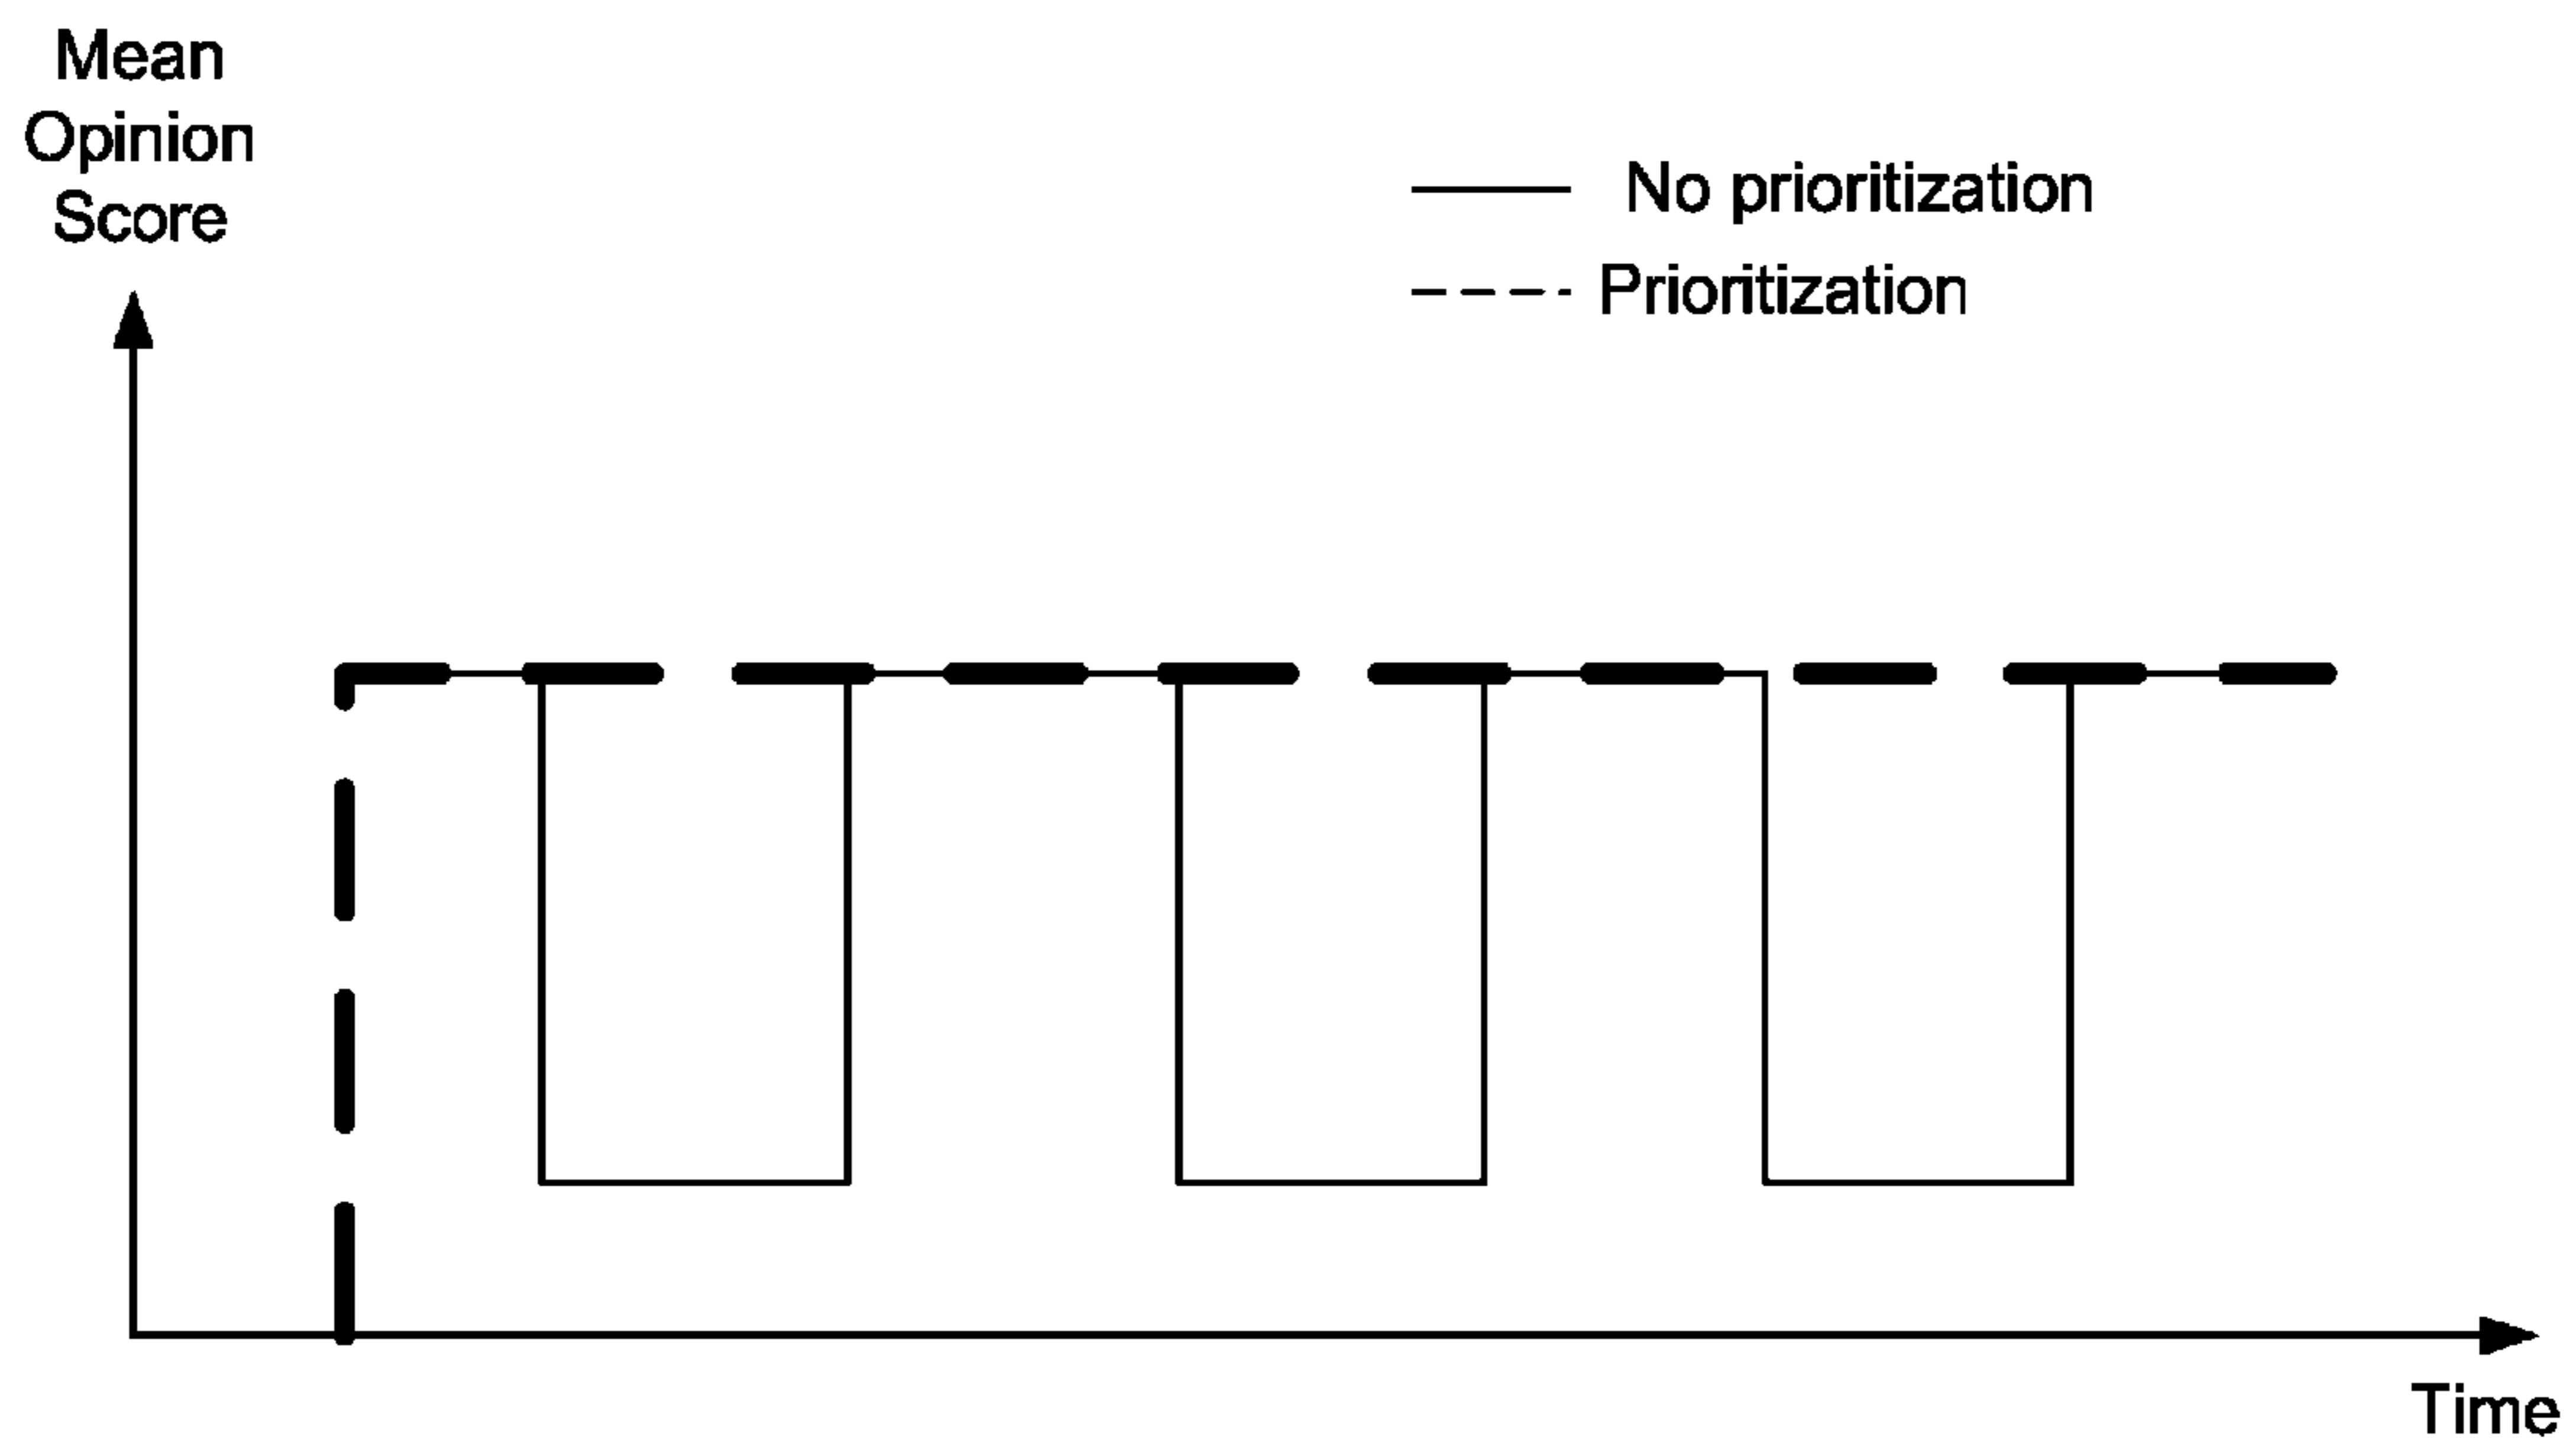 Mean
Opinion
Score
No prioritization
Prioritization
Time